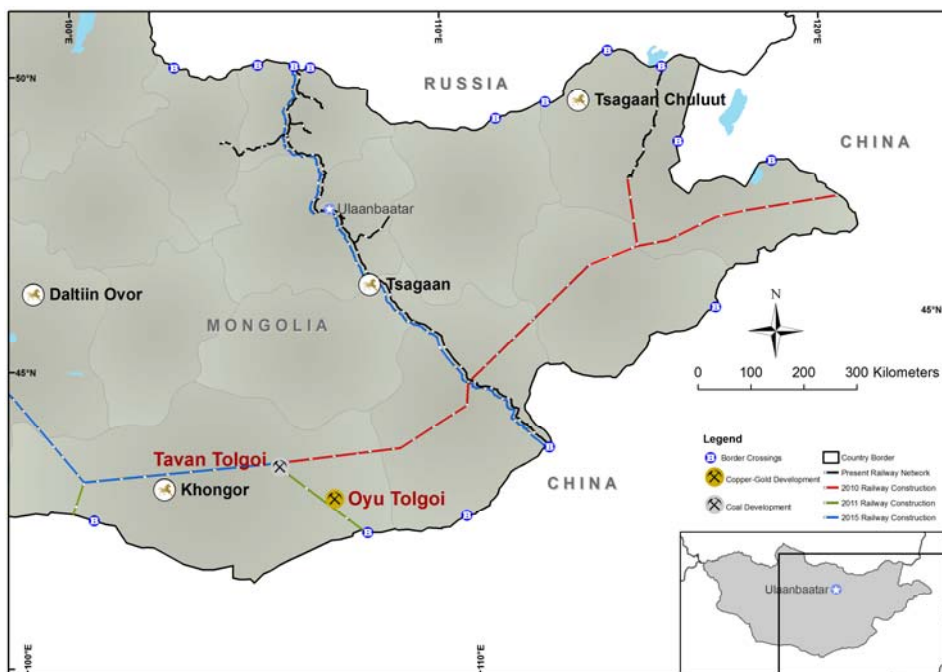 100°E
110°E
120°E
50°N
RUSSIA
Tsagaan Chuluut
CHINA
Ulaanbaatar
Daltiin Ovor
Tsagaan
MONGOLIA
N
45°N
45°N
0 100 200 300 Kilometers
Tavan Tolgoi
Khongor
Oyu Tolgoi
CHINA
Legend
B Border Crossings
Copper-Gold Development
Coal Development
Country Border
Present Railway Network
2010 Railway Construction
2011 Railway Construction
2015 Railway Construction
Ulaanbaatar
100°E
110°E